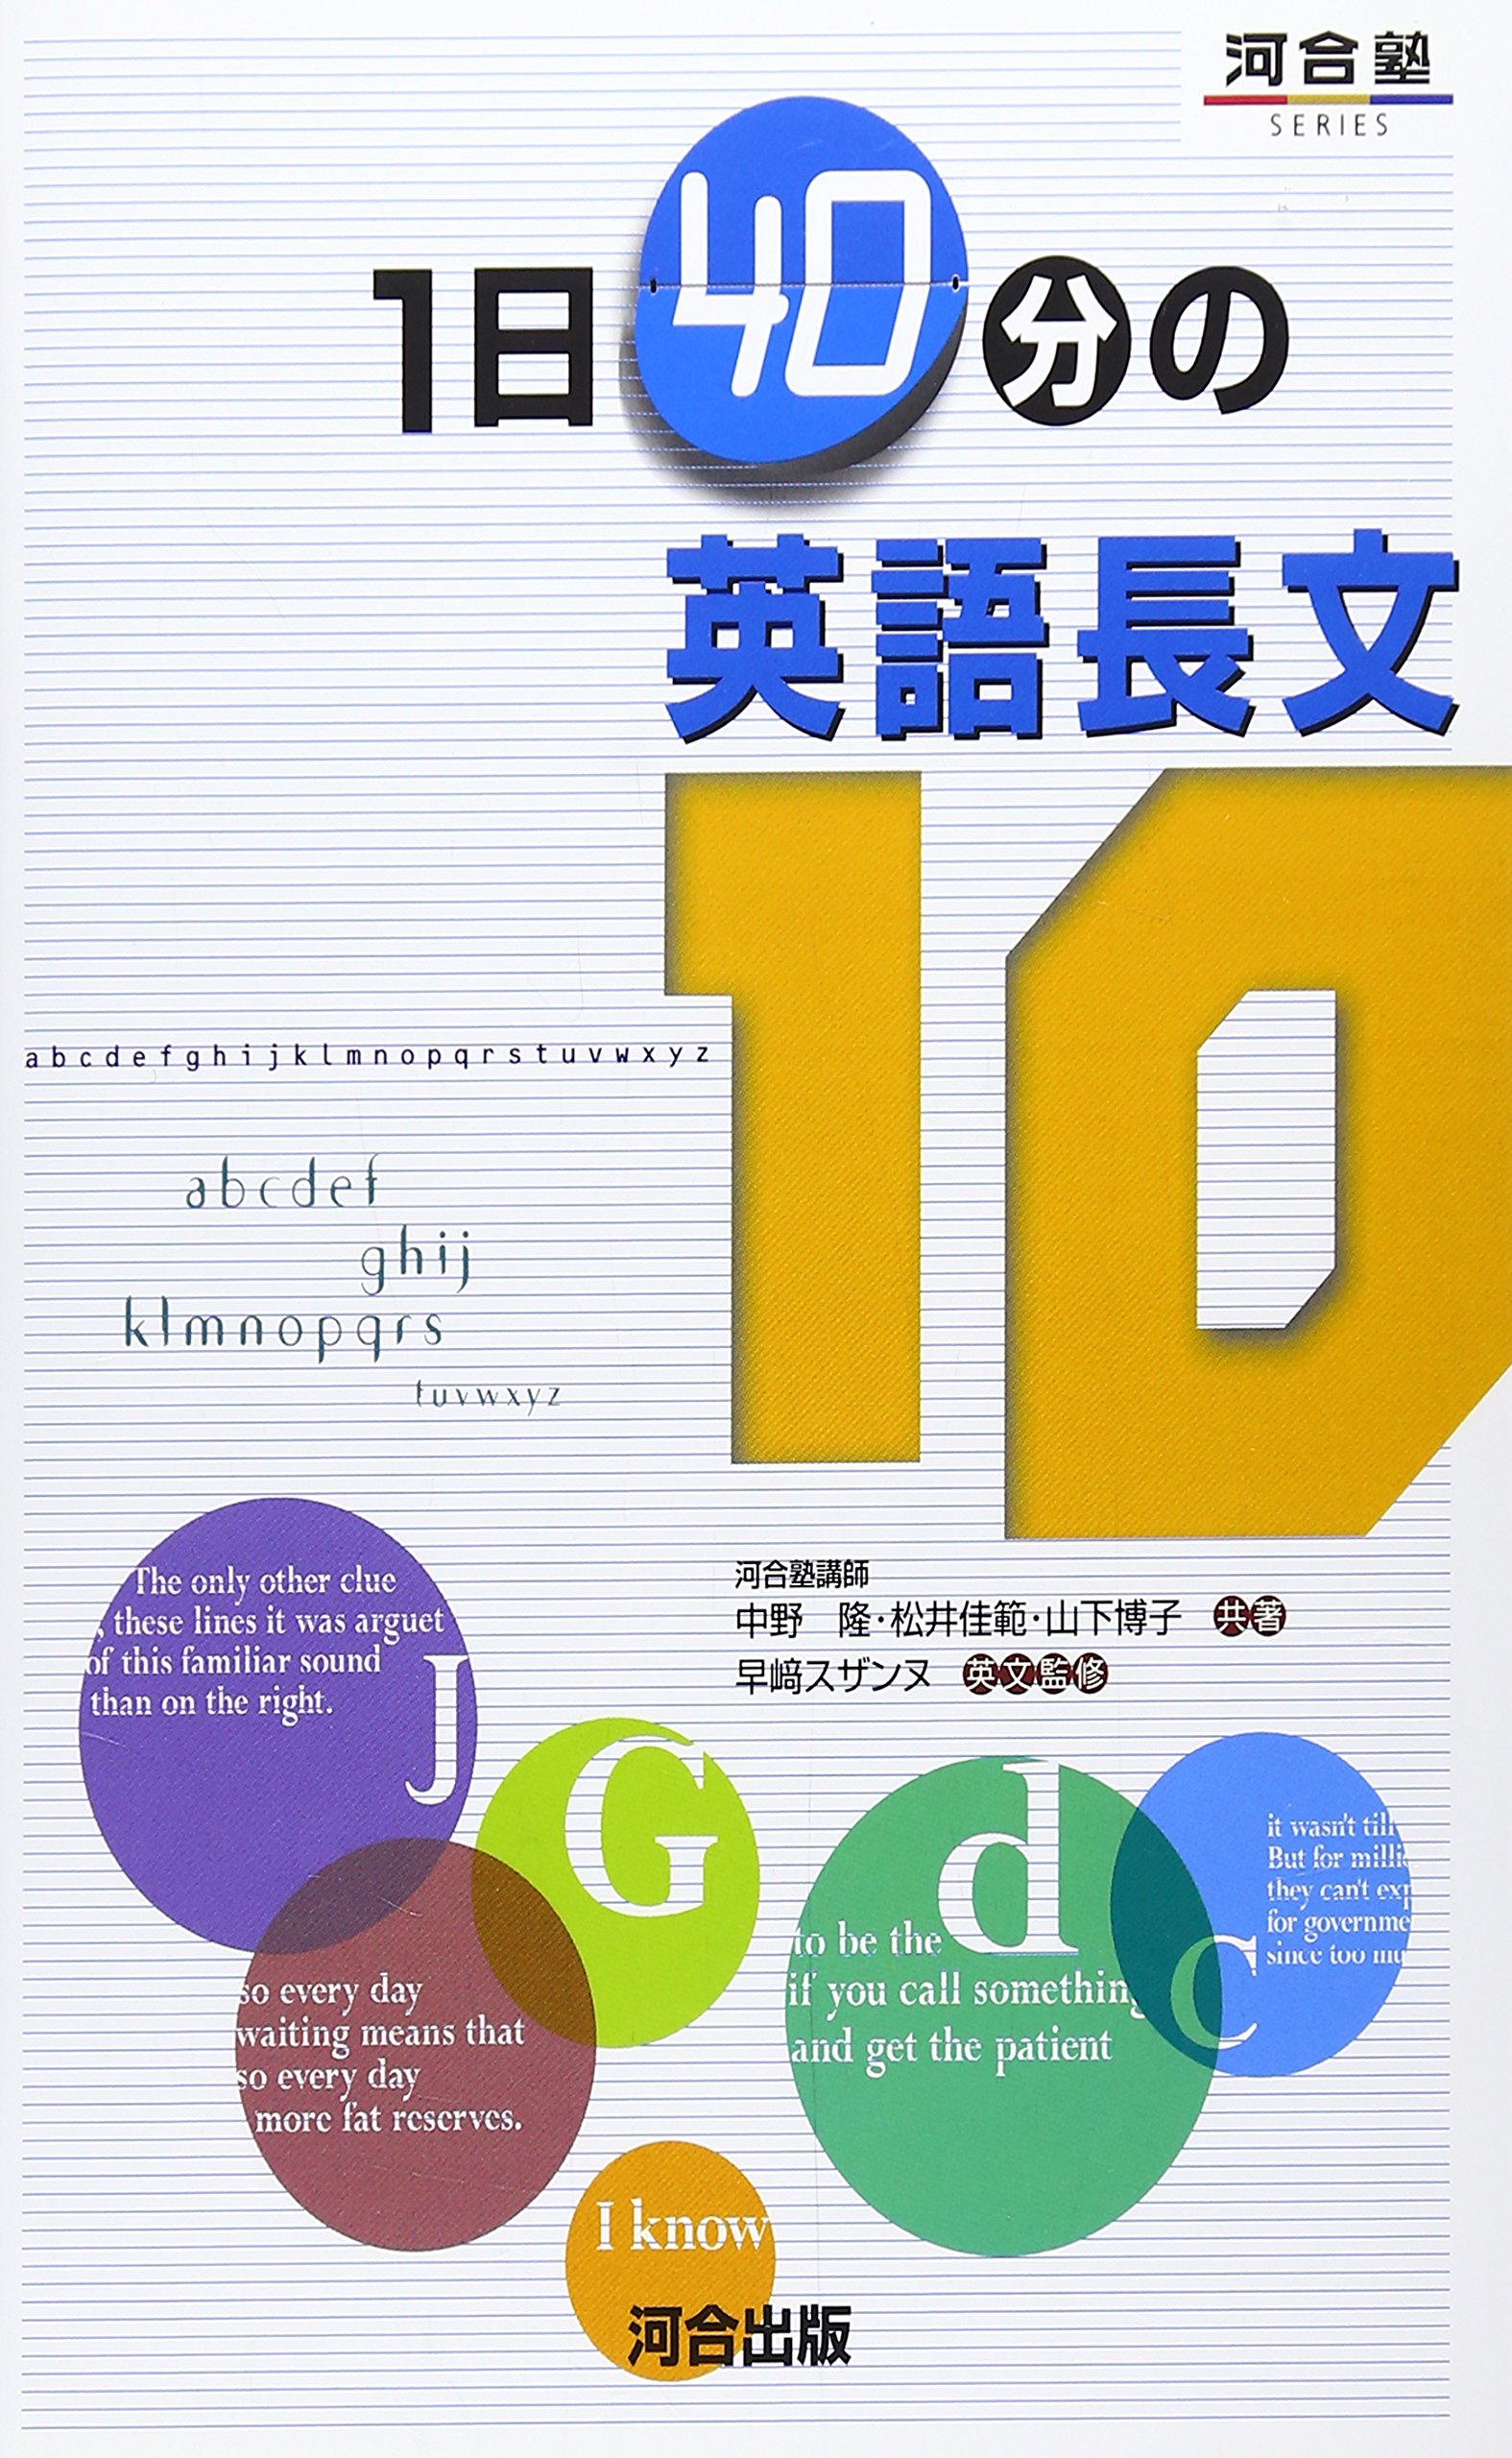 河合塾
SERIES
1日40分の
英語長文
10
a b c d e f g h i j k l m n o p q r s t u v w x y z
abcdef
ghij
klmnopqrs
tuvwxyz
河合塾講師
中野　隆・松井佳範・山下博子　共著
早﨑スザンヌ　英文監修
The only other clue
, these lines it was arguet
of this familiar sound
than on the right.
J
G
so every day
waiting means that
so every day
more fat reserves.
d
to be the
if you call something
and get the patient
C
it wasn't till
But for millic
they can't exp
for governme
since too mu
I know
河合出版